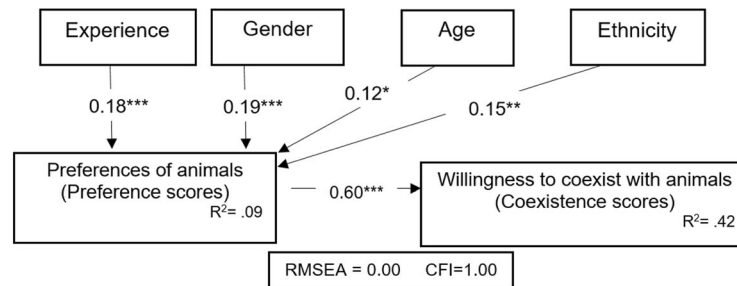 Experience
Gender
Age
Ethnicity
0.18***
0.19***
0.12*
0.15**
Preferences of animals
(Preference scores)
R²= .09
0.60***
Willingness to coexist with animals
(Coexistence scores)
R²= .42
RMSEA = 0.00 CFI=1.00